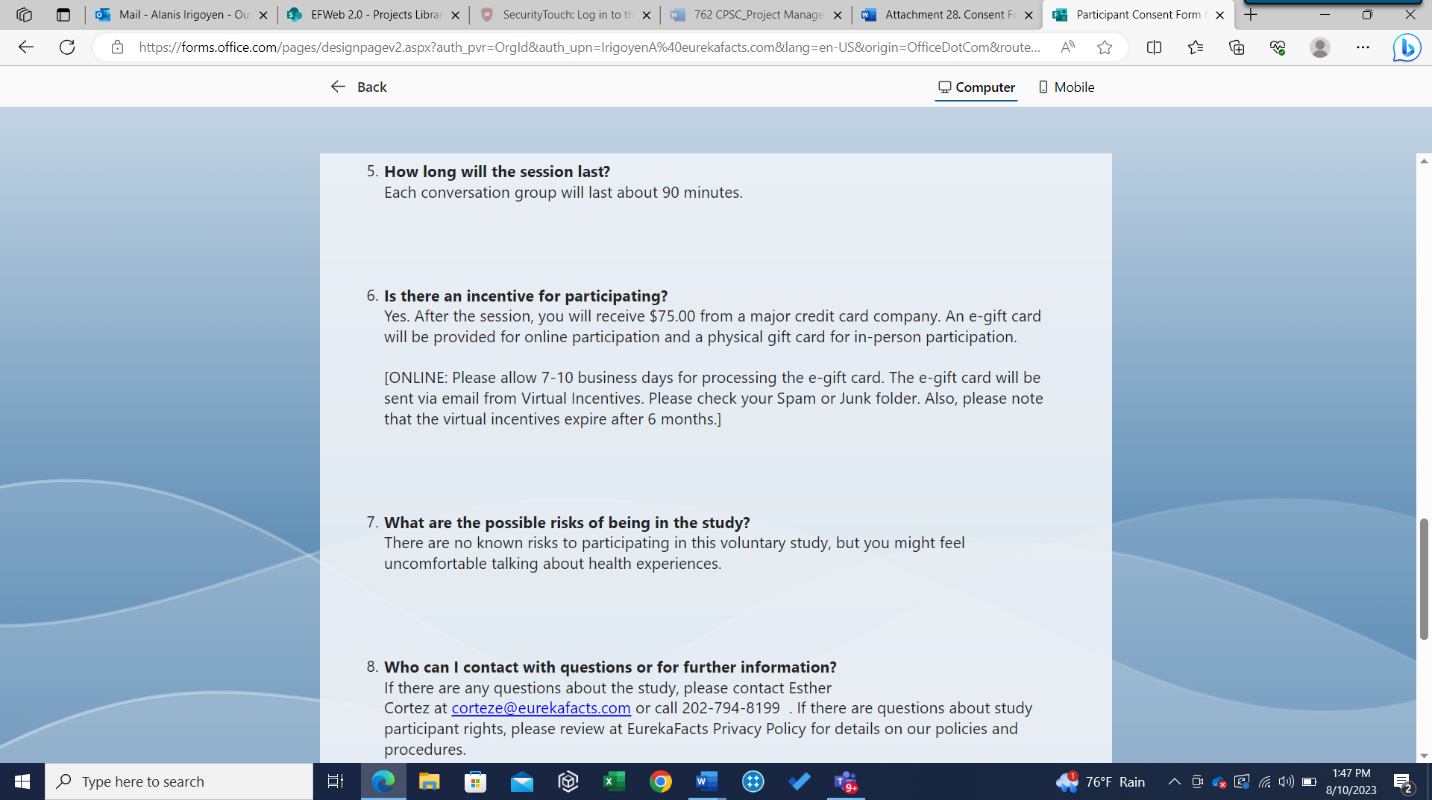 Mail - Alanis Irigoyen - Ou
EFWeb 2.0 - Projects Librar
SecurityTouch: Log in to th
762 CPSC_Project Manage
Attachment 28. Consent F
Participant Consent Form
https://forms.office.com/pages/designpagev2.aspx?auth_pvr=OrgId&auth_upn=IrigoyenA%40eurekafacts.com&lang=en-US&origin=OfficeDotCom&route...
Back
Computer
Mobile
5. How long will the session last?
Each conversation group will last about 90 minutes.
6. Is there an incentive for participating?
Yes. After the session, you will receive $75.00 from a major credit card company. An e-gift card
will be provided for online participation and a physical gift card for in-person participation.
[ONLINE: Please allow 7-10 business days for processing the e-gift card. The e-gift card will be
sent via email from Virtual Incentives. Please check your Spam or Junk folder. Also, please note
that the virtual incentives expire after 6 months.]
7. What are the possible risks of being in the study?
There are no known risks to participating in this voluntary study, but you might feel
uncomfortable talking about health experiences.
8. Who can I contact with questions or for further information?
If there are any questions about the study, please contact Esther
Cortez at corteze@eurekafacts.com or call 202-794-8199 . If there are questions about study
participant rights, please review at EurekaFacts Privacy Policy for details on our policies and
procedures.
Type here to search
9+
1
76°F Rain
1:47 PM
8/10/2023
2